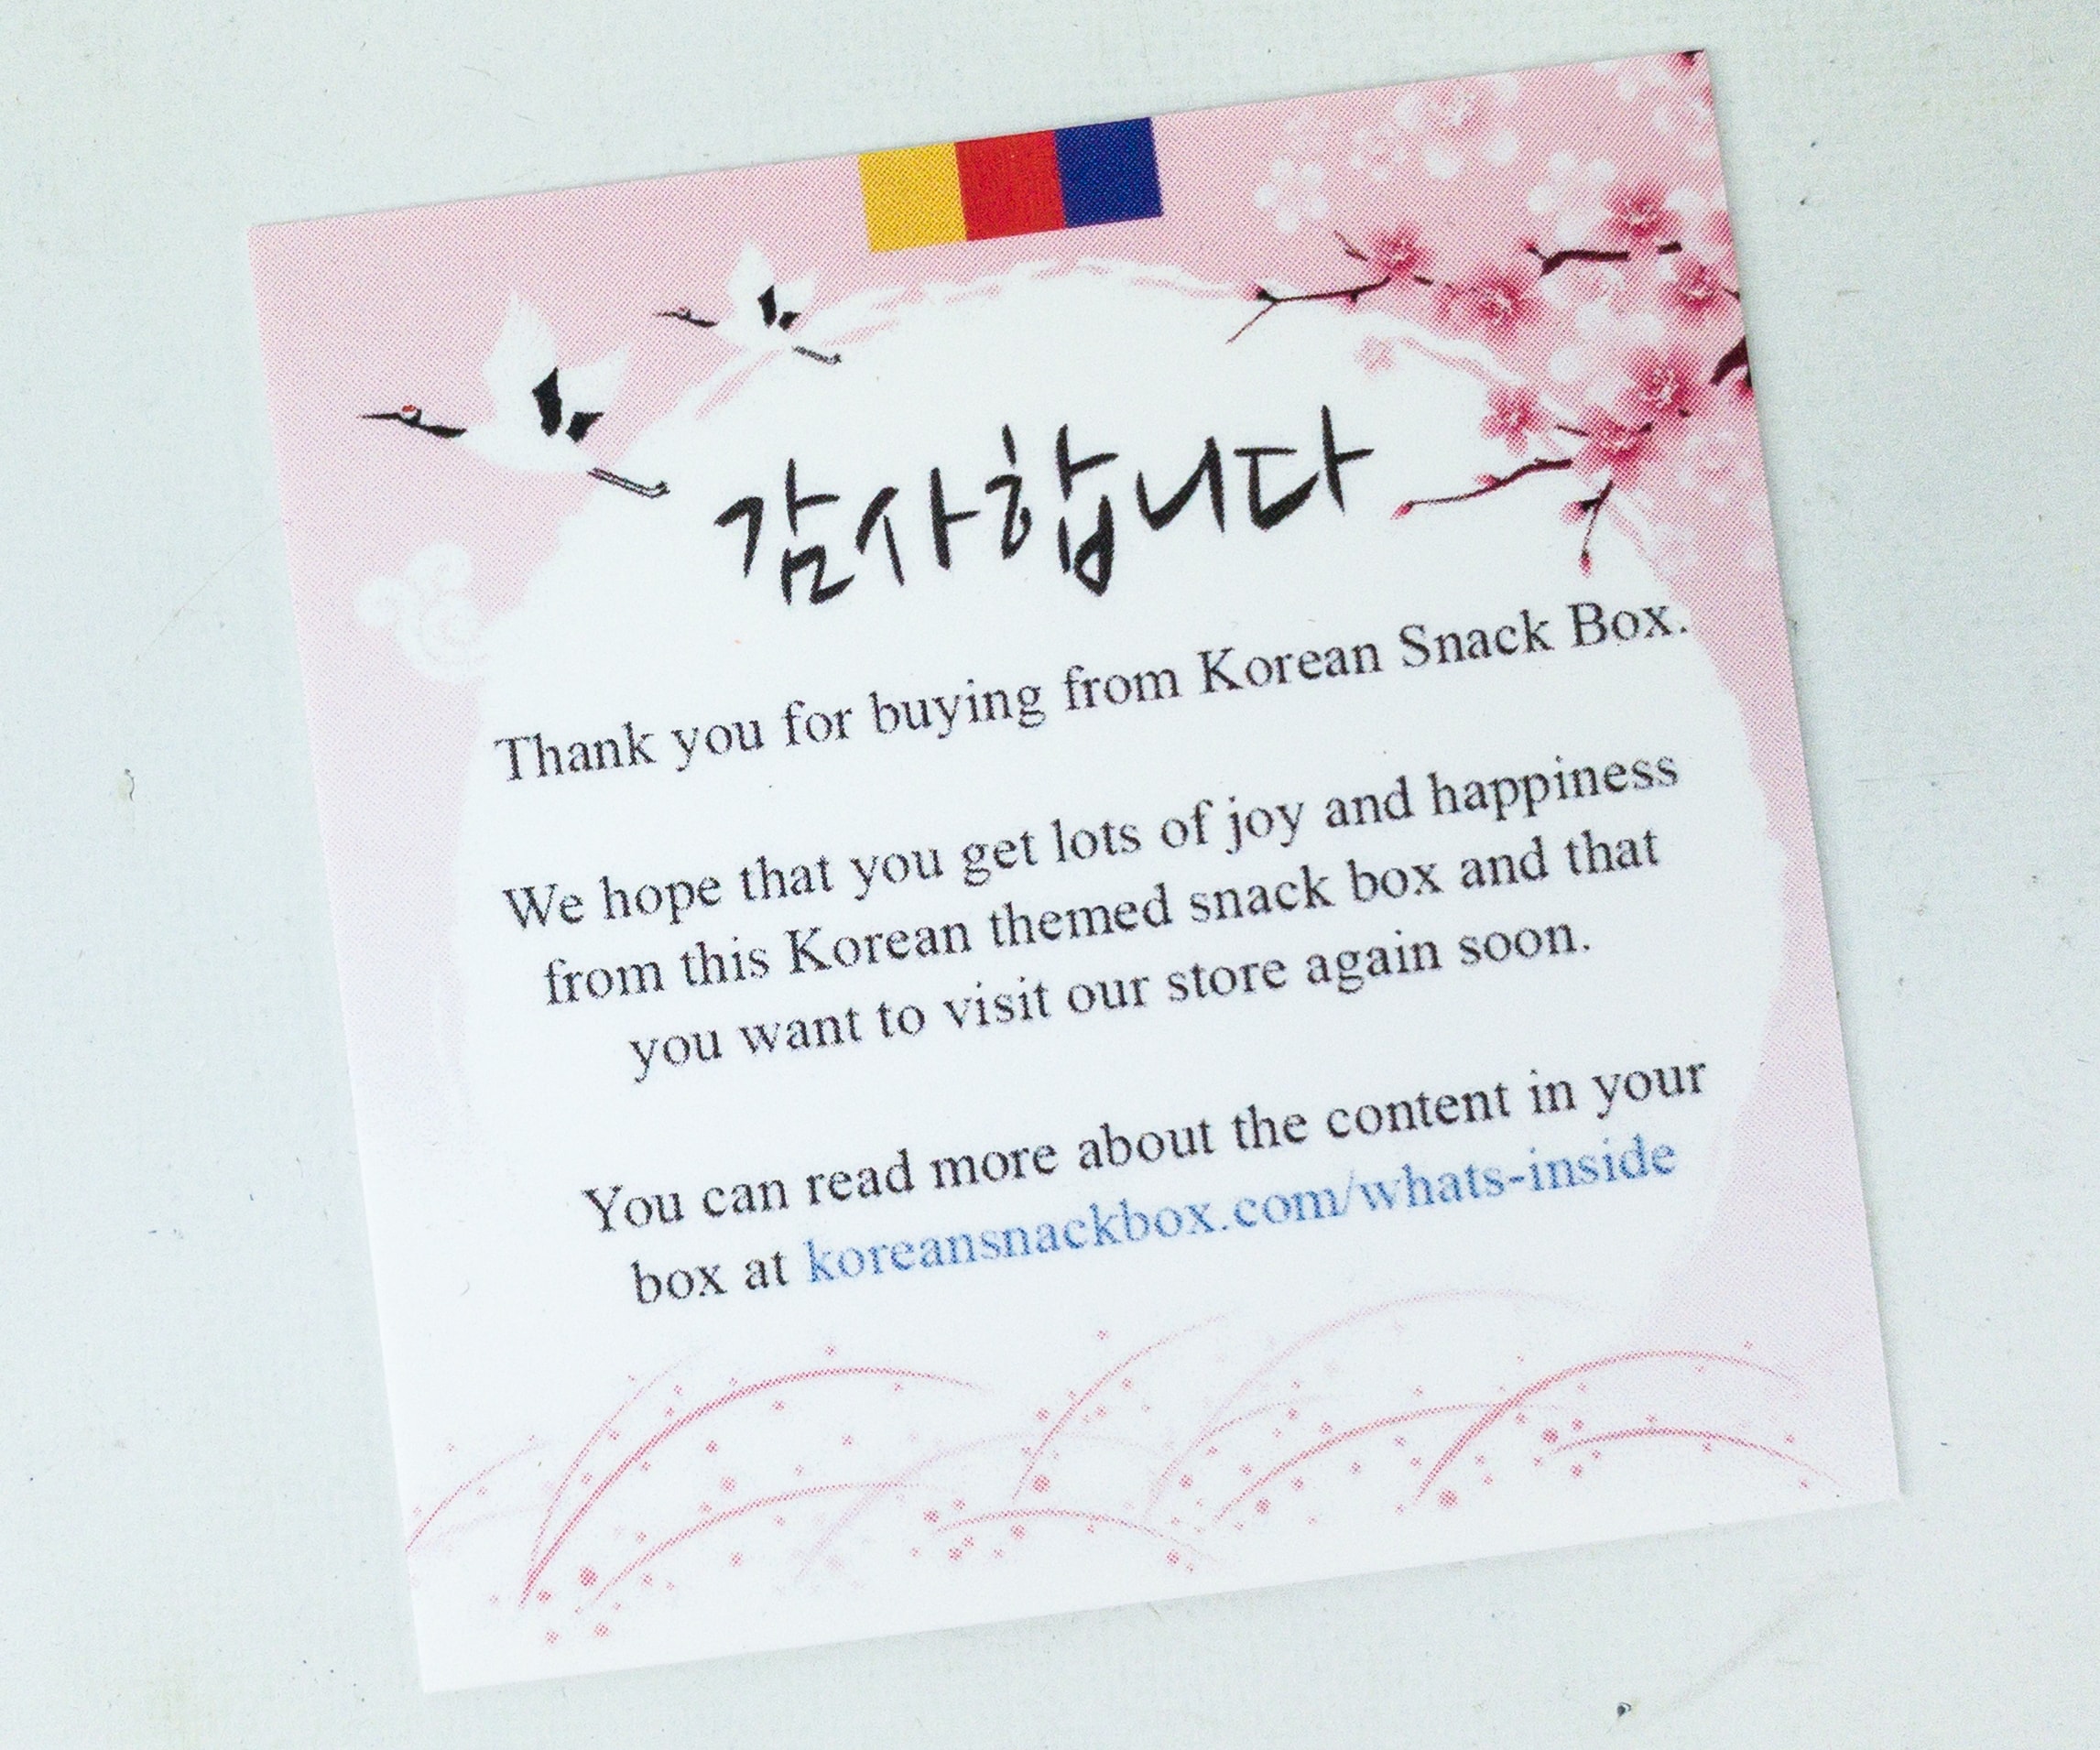 감사합니다
Thank you for buying from Korean Snack Box.
We hope that you get lots of joy and happiness
from this Korean themed snack box and that
you want to visit our store again soon.
You can read more about the content in your
box at koreansnackbox.com/whats-inside